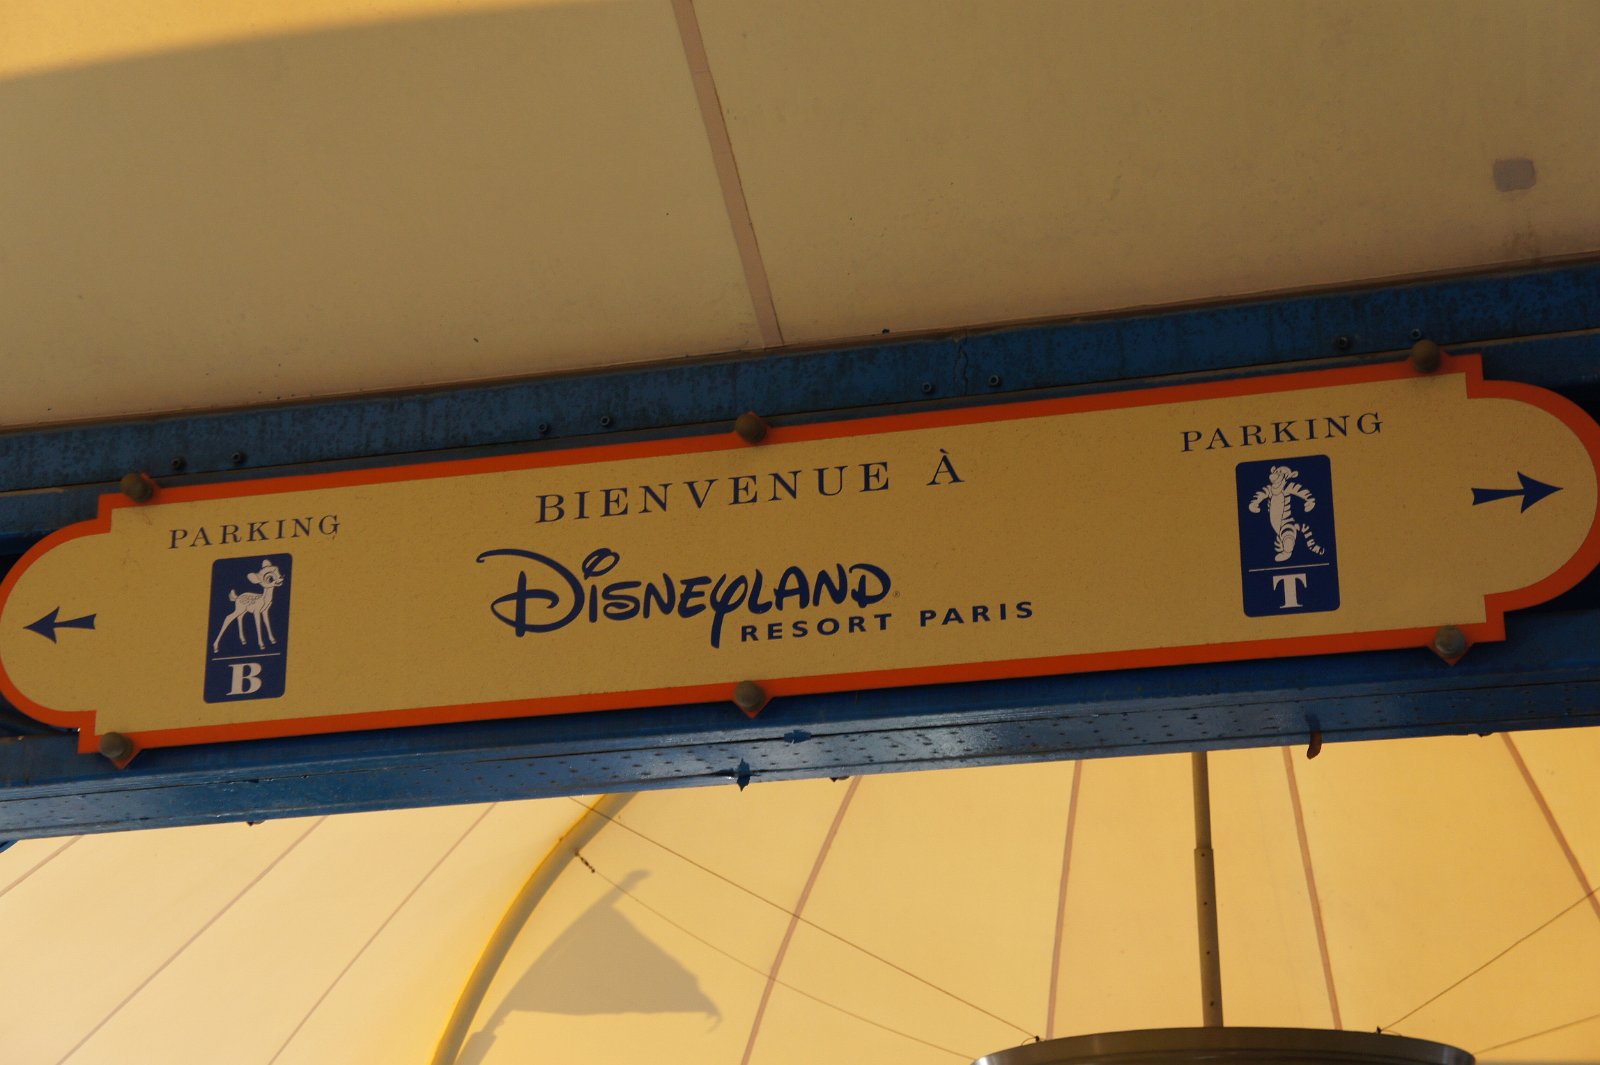 BIENVENUE À
DISNEYLAND®
RESORT PARIS
PARKING
B
PARKING
T